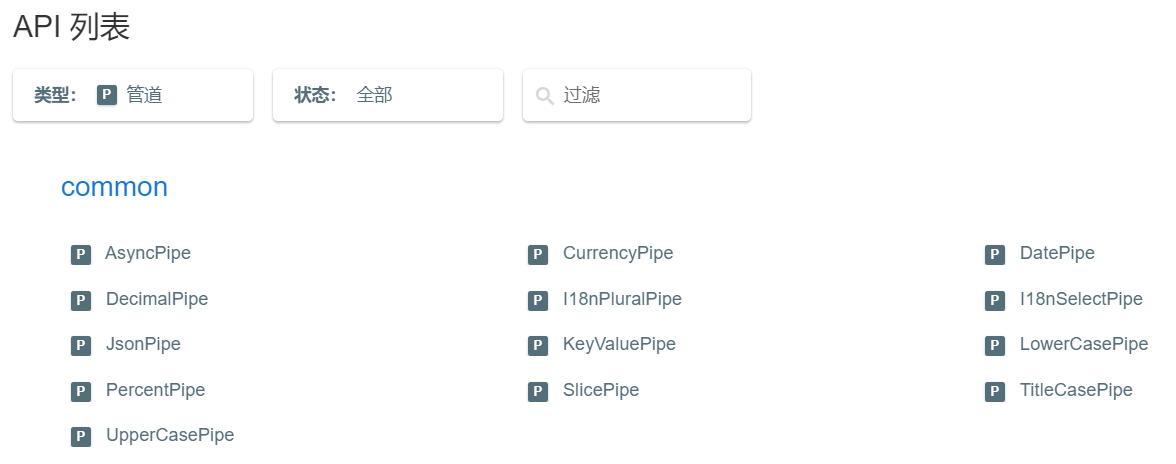 API 列表
类型： P 管道 状态： 全部 过滤
common
P AsyncPipe P CurrencyPipe P DatePipe
P DecimalPipe P I18nPluralPipe P I18nSelectPipe
P JsonPipe P KeyValuePipe P LowerCasePipe
P PercentPipe P SlicePipe P TitleCasePipe
P UpperCasePipe